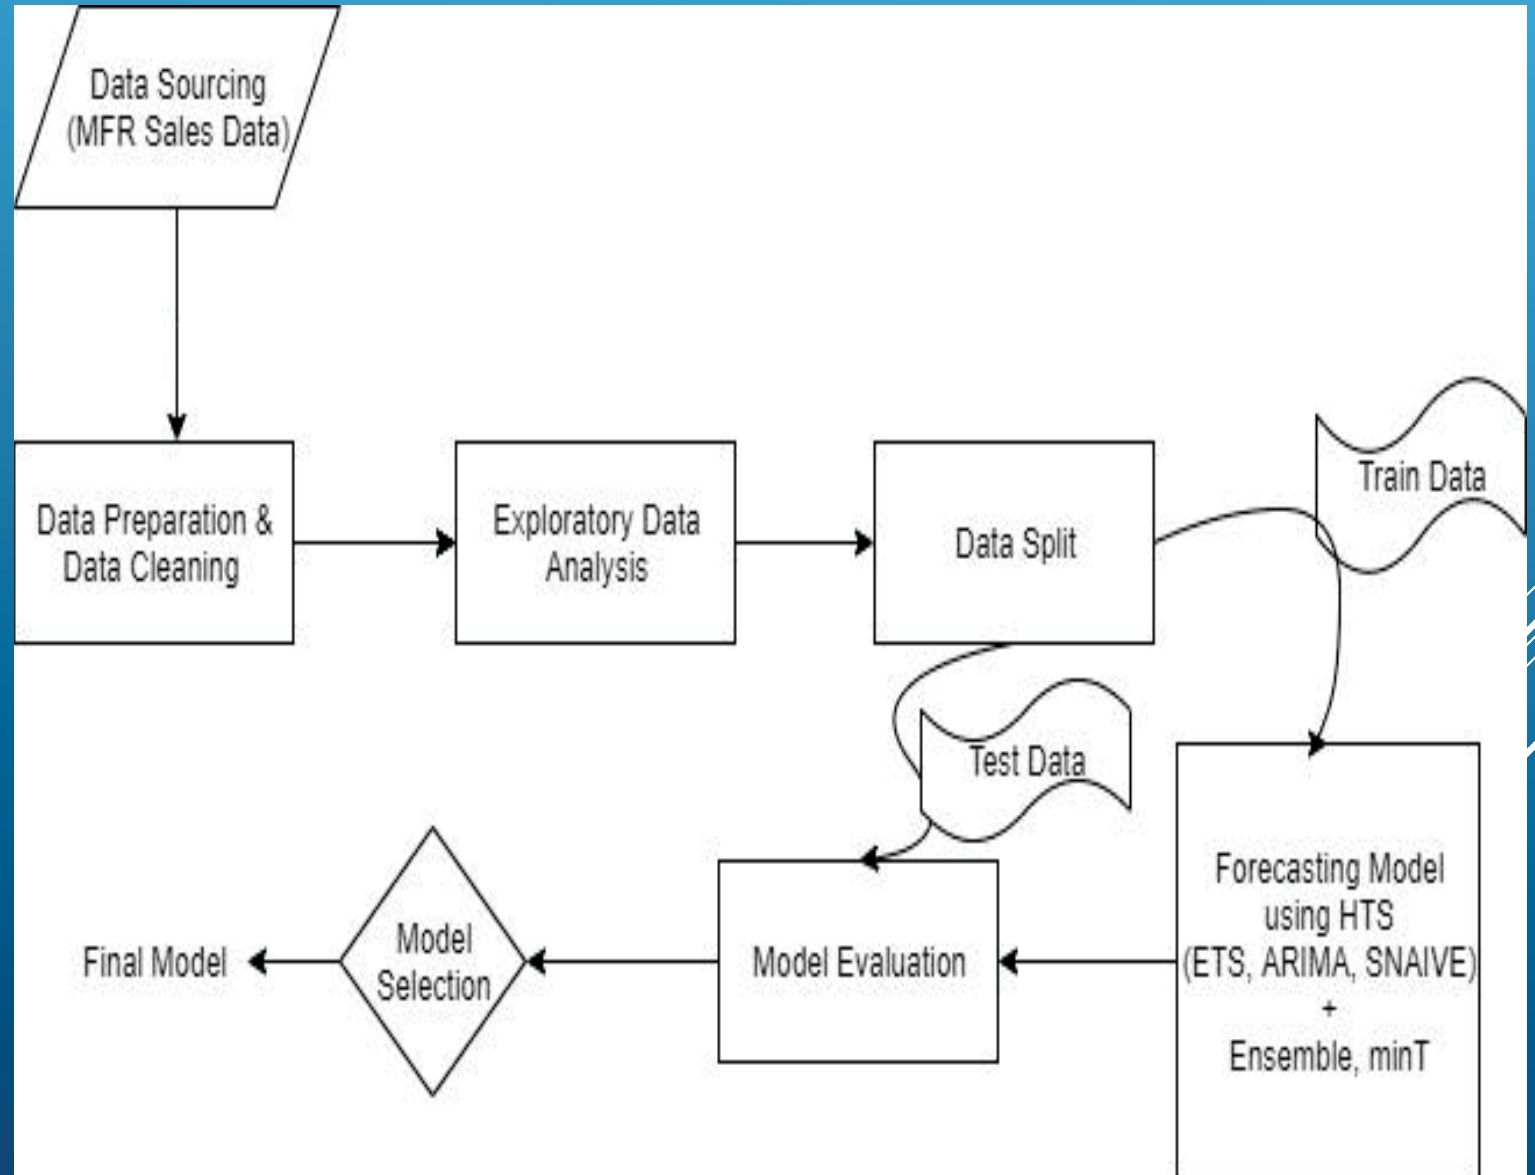 Data Sourcing
(MFR Sales Data)
Data Preparation &
Data Cleaning
Exploratory Data
Analysis
Data Split
Train Data
Test Data
Forecasting Model
using HTS
(ETS, ARIMA, SNAIVE)
+
Ensemble, minT
Model Evaluation
Model
Selection
Final Model